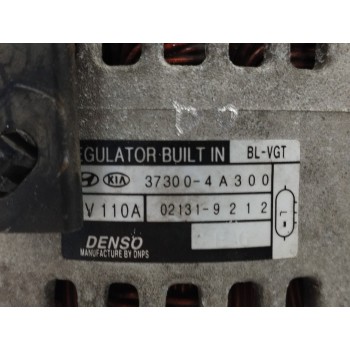 EGULATOR BUILT IN BL-VGT
KIA 37300-4A300
V 110A 02131-9212
L
DENSO
MANUFACTURE BY DNPS